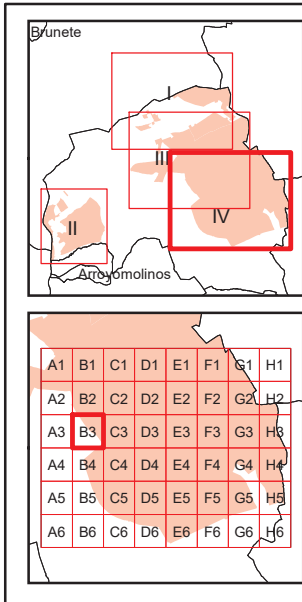 Brunete
I
III
IV
II
Arroyomolinos
A1 B1 C1 D1 E1 F1 G1 H1
A2 B2 C2 D2 E2 F2 G2 H2
A3 B3 C3 D3 E3 F3 G3 H3
A4 B4 C4 D4 E4 F4 G4 H4
A5 B5 C5 D5 E5 F5 G5 H5
A6 B6 C6 D6 E6 F6 G6 H6